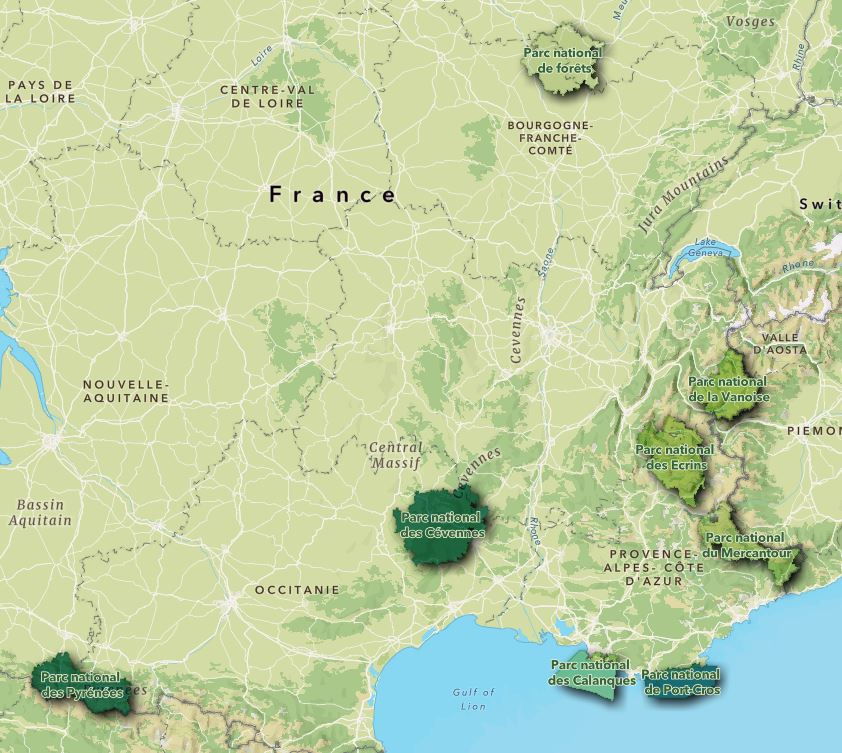 Vosges
Meu
Rhine
Loire
Parc national
de forêts
PAYS DE
LA LOIRE
CENTRE-VAL
DE LOIRE
BOURGOGNE-
FRANCHE-
COMTÉ
France
Jura Mountains
Swit
Lake
Geneva
Rhone
Saone
Cevennes
VALLE
D'AOSTA
NOUVELLE-
AQUITAINE
Parc national
de la Vanoise
PIEMON
Central
Massif
Cevennes
Parc national
des Ecrins
Bassin
Aquitain
Parc national
des Cévennes
Rhone
Parc national
du Mercantour
PROVENCE-
ALPES- CÔTE
D'AZUR
OCCITANIE
Parc national
des Pyrénées
ees
Parc national
des Calanques
Parc national
de Port-Cros
Gulf of
Lion